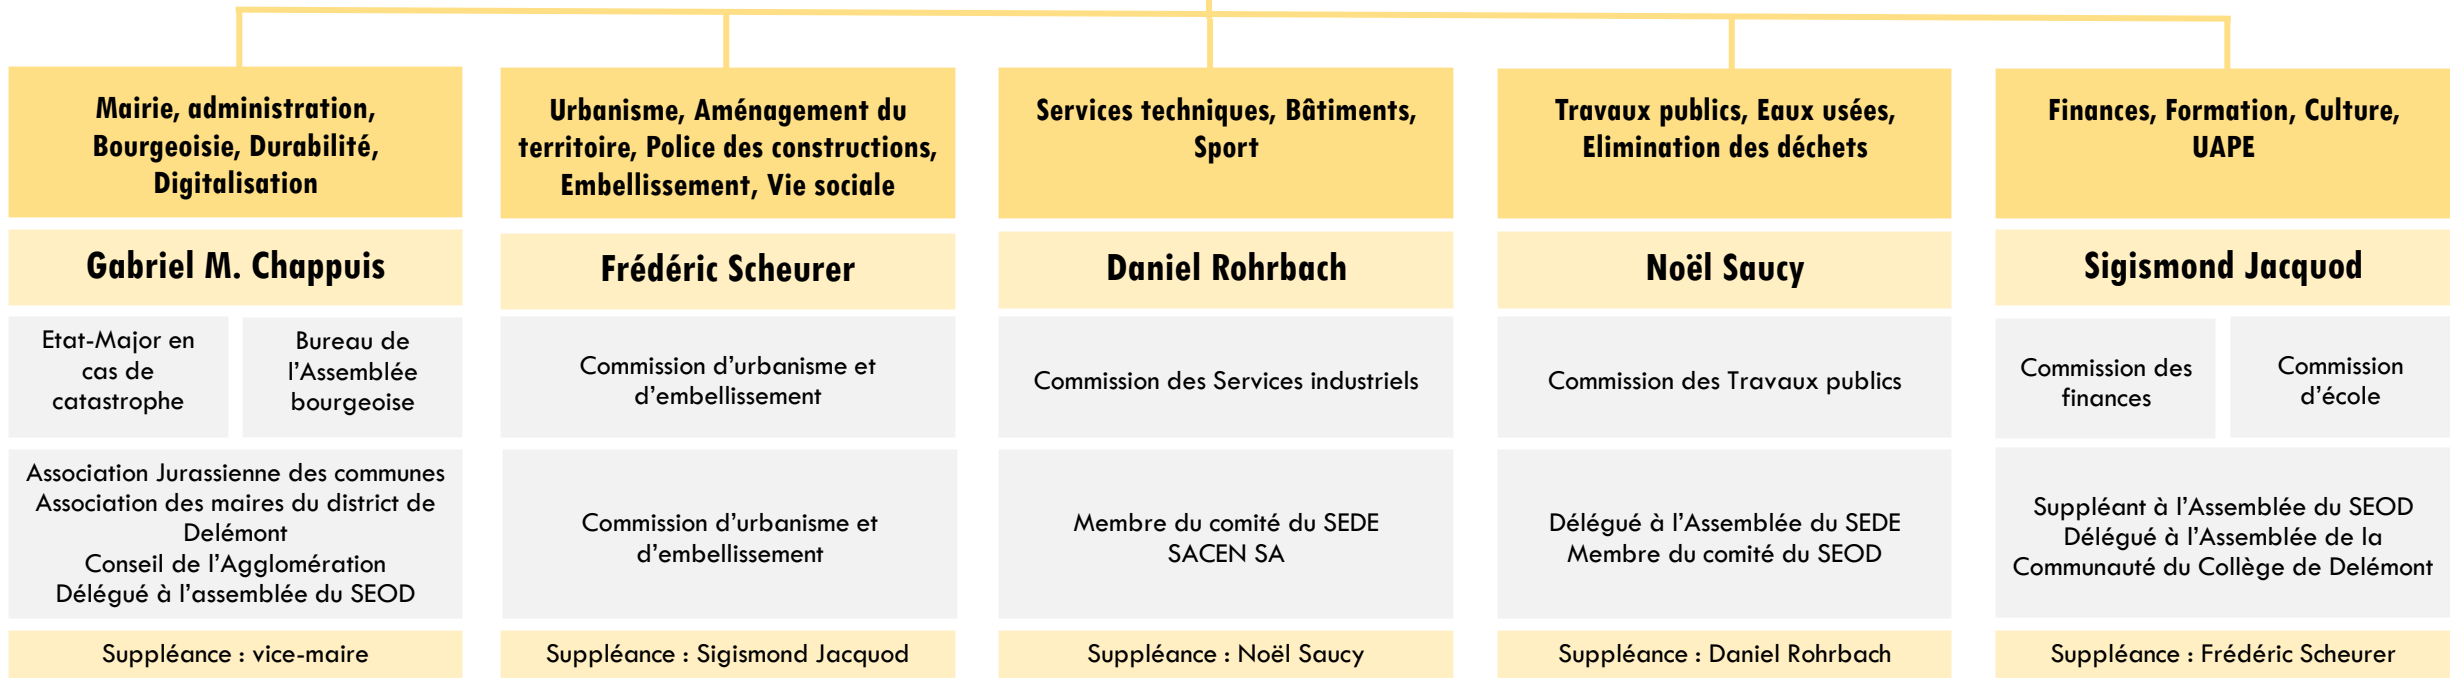 Mairie, administration,
Bourgeoisie, Durabilité,
Digitalisation
Gabriel M. Chappuis
Etat-Major en
cas de
catastrophe
Bureau de
l'Assemblée
bourgeoise
Association Jurassienne des communes
Association des maires du district de
Delémont
Conseil de l'Agglomération
Délégué à l'assemblée du SEOD
Suppléance : vice-maire
Urbanisme, Aménagement du
territoire, Police des constructions,
Embellissement, Vie sociale
Frédéric Scheurer
Commission d'urbanisme et
d'embellissement
Commission d'urbanisme et
d'embellissement
Suppléance : Sigismond Jacquod
Services techniques, Bâtiments,
Sport
Daniel Rohrbach
Commission des Services industriels
Membre du comité du SEDE
SACEN SA
Suppléance : Noël Saucy
Travaux publics, Eaux usées,
Elimination des déchets
Noël Saucy
Commission des Travaux publics
Délégué à l'Assemblée du SEDE
Membre du comité du SEOD
Suppléance : Daniel Rohrbach
Finances, Formation, Culture,
UAPE
Sigismond Jacquod
Commission des
finances
Commission
d'école
Suppléant à l'Assemblée du SEOD
Délégué à l'Assemblée de la
Communauté du Collège de Delémont
Suppléance : Frédéric Scheurer